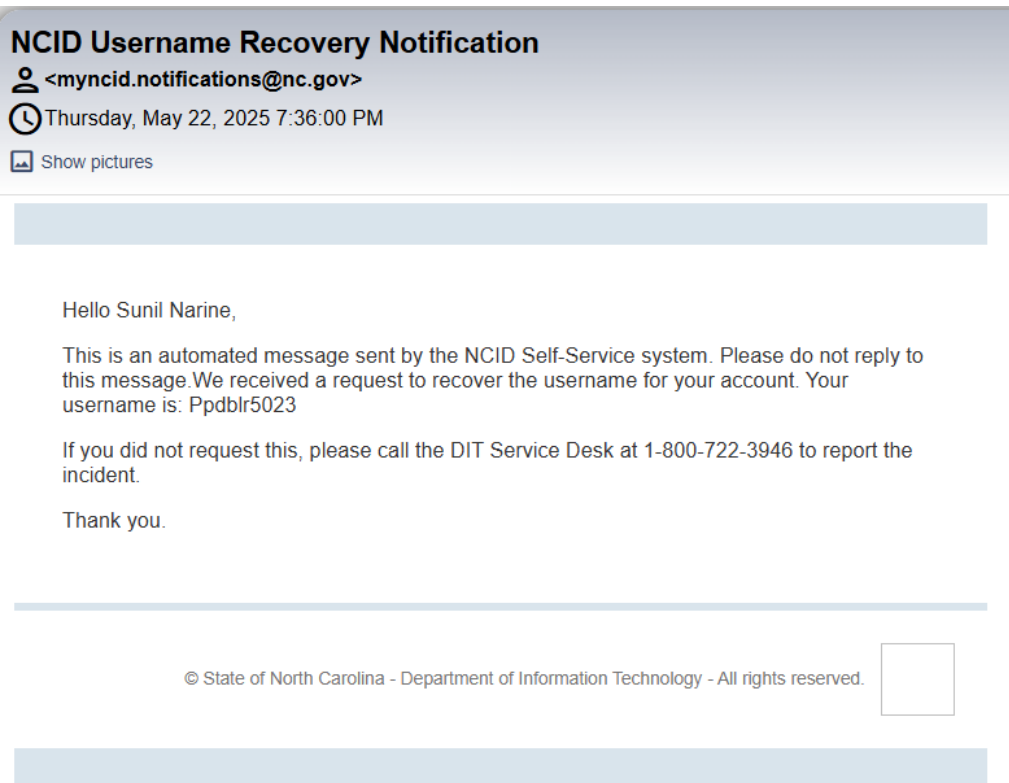 NCID Username Recovery Notification
<myncid.notifications@nc.gov>
Thursday, May 22, 2025 7:36:00 PM
Show pictures
Hello Sunil Narine,
This is an automated message sent by the NCID Self-Service system. Please do not reply to
this message.We received a request to recover the username for your account. Your
username is: Ppdblr5023
If you did not request this, please call the DIT Service Desk at 1-800-722-3946 to report the
incident.
Thank you.
© State of North Carolina - Department of Information Technology - All rights reserved.